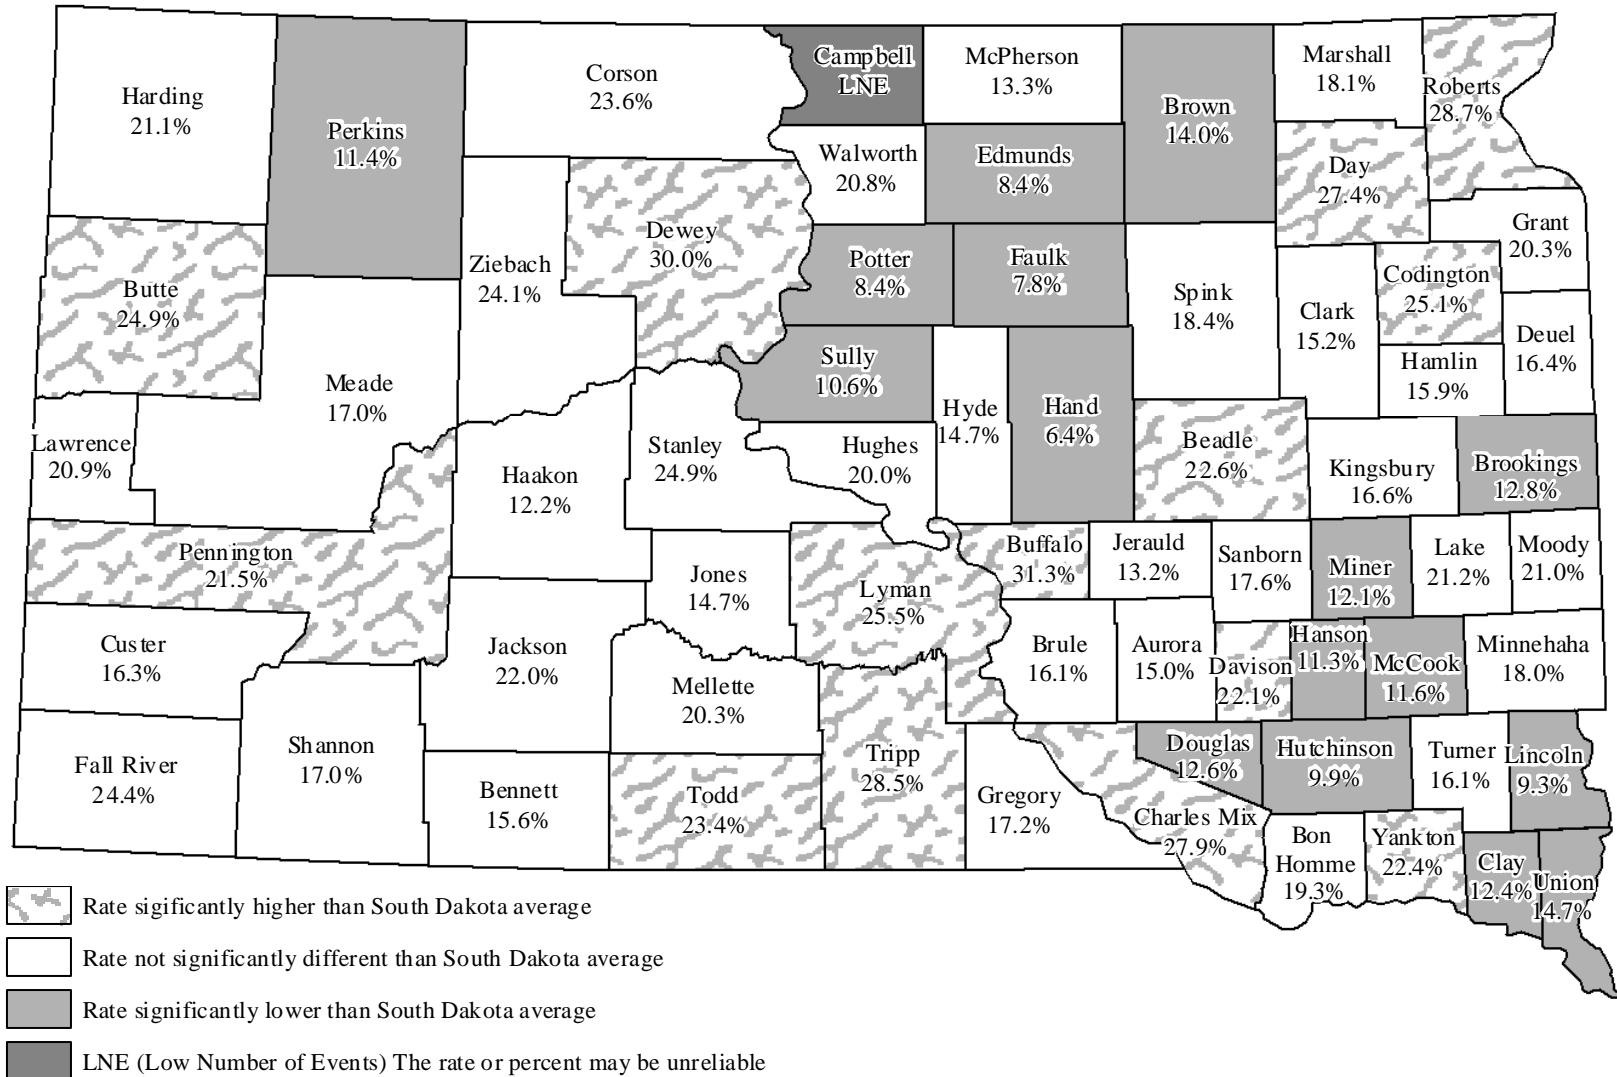 Harding
21.1%
Perkins
11.4%
Corson
23.6%
Campbell
LNE
McPherson
13.3%
Brown
14.0%
Marshall
18.1%
Roberts
28.7%
Walworth
20.8%
Edmunds
8.4%
Day
27.4%
Grant
20.3%
Butte
24.9%
Ziebach
24.1%
Dewey
30.0%
Potter
8.4%
Faulk
7.8%
Spink
18.4%
Clark
15.2%
Codington
25.1%
Deuel
16.4%
Hamlin
15.9%
Meade
17.0%
Sully
10.6%
Hyde
14.7%
Hand
6.4%
Lawrence
20.9%
Haakon
12.2%
Stanley
24.9%
Hughes
20.0%
Beadle
22.6%
Kingsbury
16.6%
Brookings
12.8%
Pennington
21.5%
Jones
14.7%
Lyman
25.5%
Buffalo
31.3%
Jerauld
13.2%
Sanborn
17.6%
Miner
12.1%
Lake
21.2%
Moody
21.0%
Custer
16.3%
Jackson
22.0%
Mellette
20.3%
Brule
16.1%
Aurora
15.0%
Davison
22.1%
Hanson
11.3%
McCook
11.6%
Minnehaha
18.0%
Fall River
24.4%
Shannon
17.0%
Bennett
15.6%
Todd
23.4%
Tripp
28.5%
Gregory
17.2%
Charles Mix
27.9%
Douglas
12.6%
Hutchinson
9.9%
Turner
16.1%
Lincoln
9.3%
Bon
Homme
19.3%
Yankton
22.4%
Clay
12.4%
Union
14.7%
Rate sigificantly higher than South Dakota average
Rate not significantly different than South Dakota average
Rate significantly lower than South Dakota average
LNE (Low Number of Events) The rate or percent may be unreliable